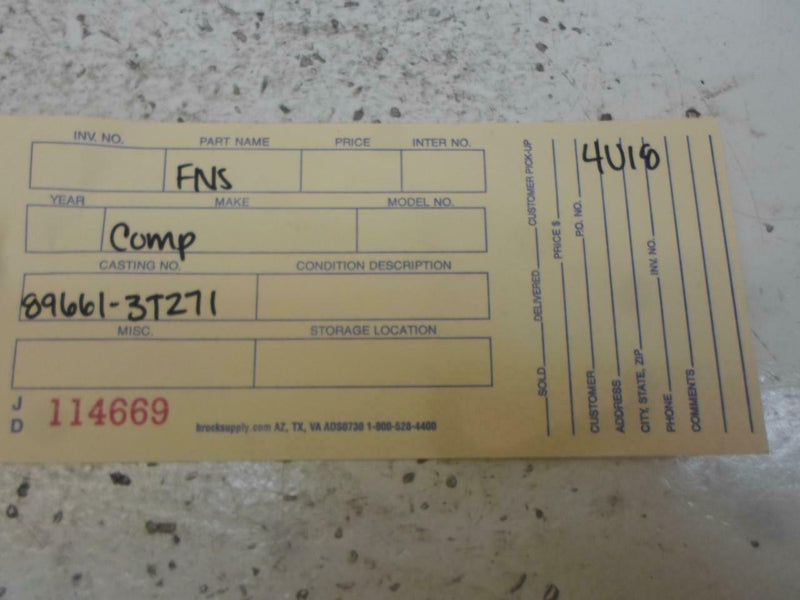 INV. NO. PART NAME PRICE INTER NO.
FNS
YEAR MAKE MODEL NO.
Comp
CASTING NO. CONDITION DESCRIPTION
89661-3T271
MISC. STORAGE LOCATION
J
D
114669
brocksupply.com AZ, TX, VA ADS0730 1-800-528-4400
SOLD DELIVERED CUSTOMER PICK-UP
PRICE $
4U18
CUSTOMER P.O. NO.
ADDRESS
CITY, STATE, ZIP INV. NO.
PHONE
COMMENTS